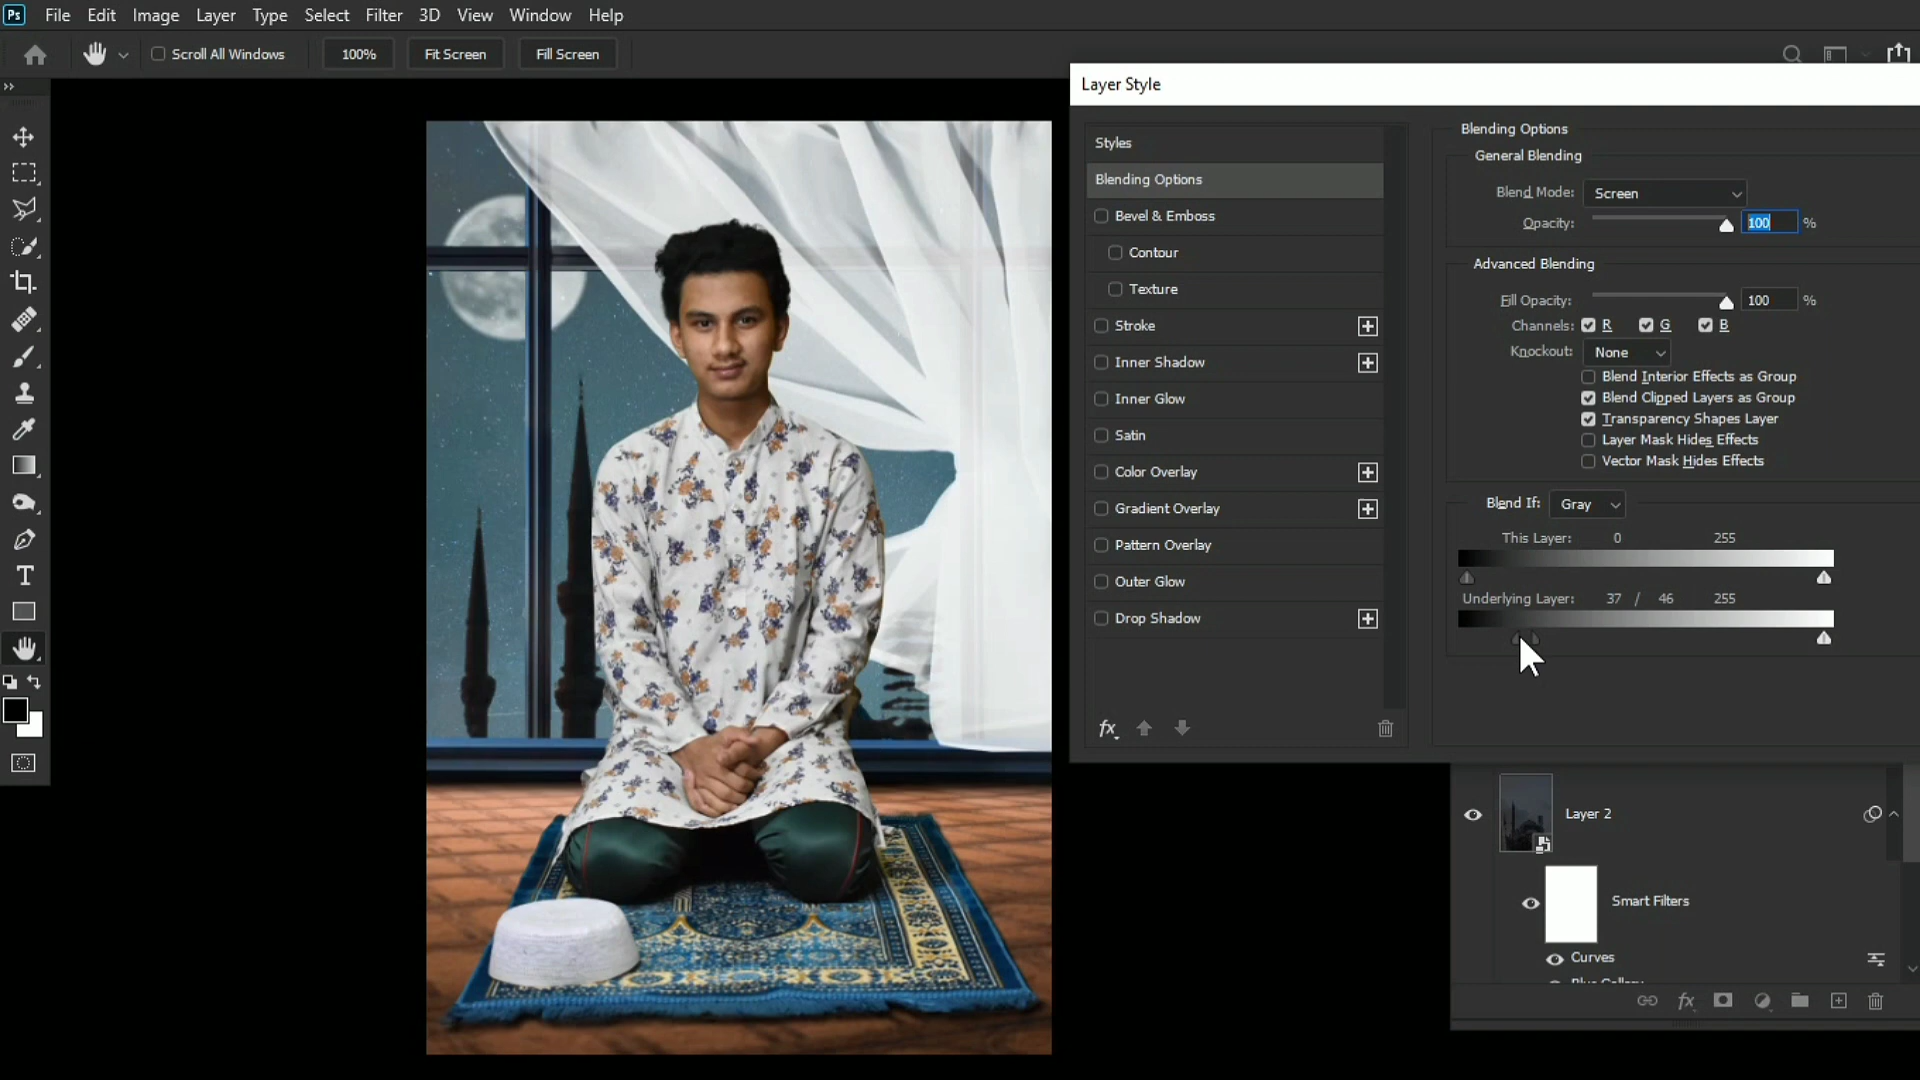 Ps File Edit Image Layer Type Select Filter 3D View Window Help
Scroll All Windows 100% Fit Screen Fill Screen
Layer Style
Styles
Blending Options
Bevel & Emboss
Contour
Texture
Stroke
Inner Shadow
Inner Glow
Satin
Color Overlay
Gradient Overlay
Pattern Overlay
Outer Glow
Drop Shadow
fx
Blending Options
General Blending
Blend Mode: Screen
Opacity: 100 %
Advanced Blending
Fill Opacity: 100 %
Channels: R G B
Knockout: None
Blend Interior Effects as Group
Blend Clipped Layers as Group
Transparency Shapes Layer
Layer Mask Hides Effects
Vector Mask Hides Effects
Blend If: Gray
This Layer: 0 255
Underlying Layer: 37 / 46 255
Layer 2
Smart Filters
Curves
fx